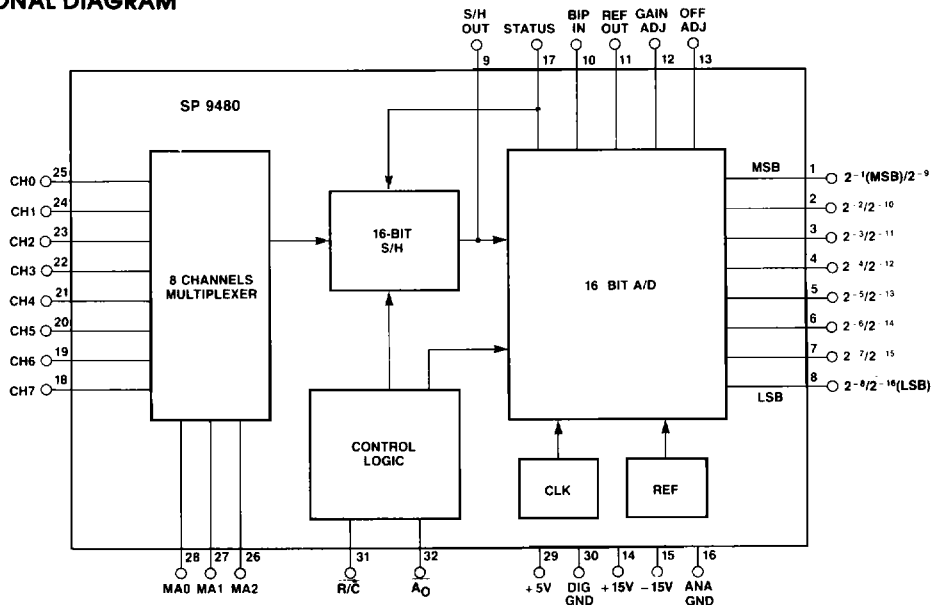 ONAL DIAGRAM
S/H OUT
STATUS
BIP IN
REF OUT
GAIN ADJ
OFF ADJ
9
17
10
11
12
13
SP 9480
CH0 25
CH1 24
CH2 23
CH3 22
CH4 21
CH5 20
CH6 19
CH7 18
8 CHANNELS
MULTIPLEXER
16-BIT
S/H
16 BIT A/D
CONTROL
LOGIC
CLK
REF
MSB
1 2⁻¹(MSB)/2⁻⁹
2 2⁻²/2⁻¹⁰
3 2⁻³/2⁻¹¹
4 2⁻⁴/2⁻¹²
5 2⁻⁵/2⁻¹³
6 2⁻⁶/2⁻¹⁴
7 2⁻⁷/2⁻¹⁵
8 2⁻⁸/2⁻¹⁶(LSB)
LSB
28
27
26
31
32
29
30
14
15
16
MA0
MA1
MA2
R/C̅
A̅₀
+5V
DIG GND
+15V
−15V
ANA GND